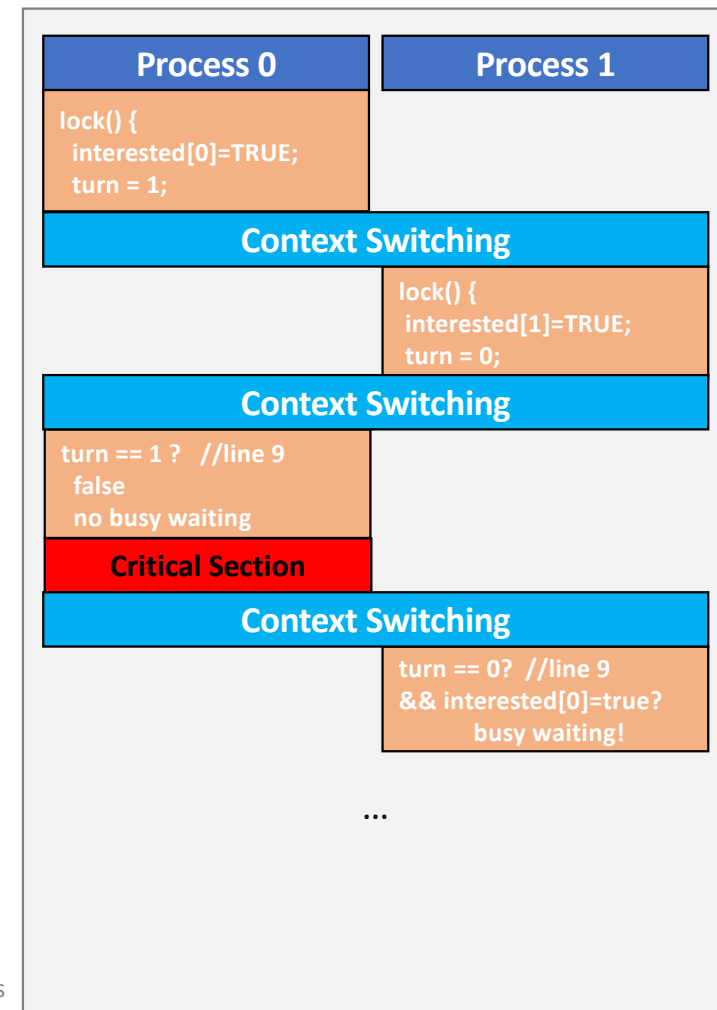 Process 0
Process 1
lock() {
interested[0]=TRUE;
turn = 1;
Context Switching
lock() {
interested[1]=TRUE;
turn = 0;
Context Switching
turn == 1 ? //line 9
false
no busy waiting
Critical Section
Context Switching
turn == 0? //line 9
&& interested[0]=true?
busy waiting!
...
s